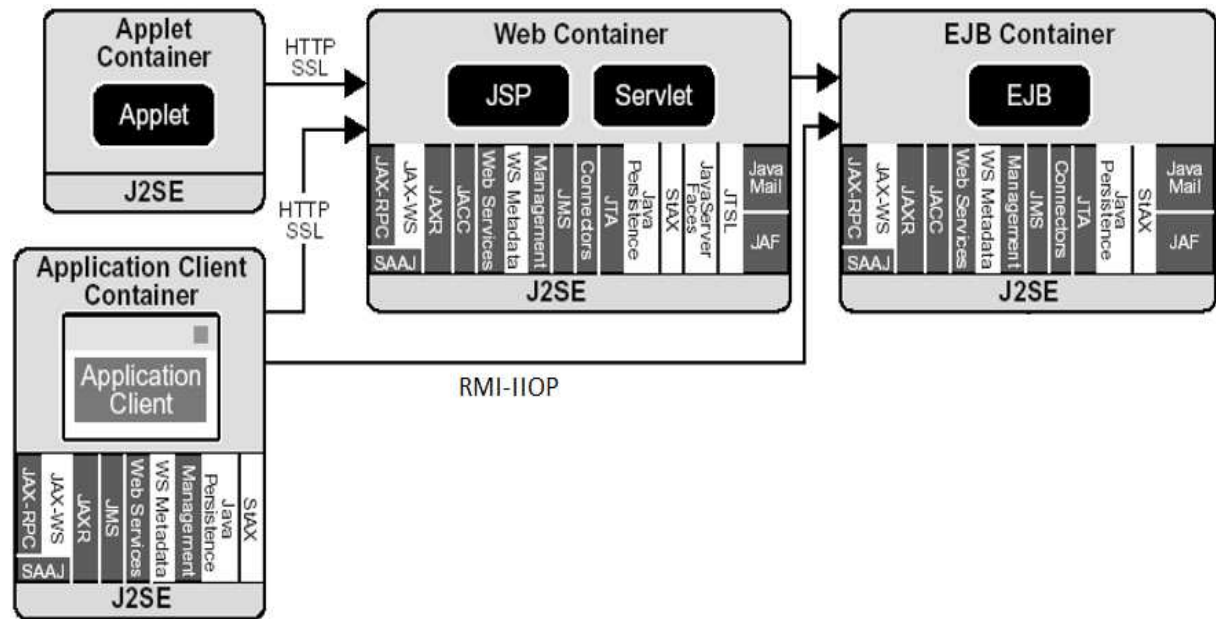 Applet
Container
Applet
J2SE
HTTP
SSL
HTTP
SSL
Web Container
JSP
Servlet
JAX-RPC
JAX-WS
SAAJ
JAXR
JACC
Web Services
WS Metadata
Management
JMS
Connectors
JTA
Java
Persistence
StAX
JavaServer
Faces
JTSL
Java
Mail
JAF
J2SE
EJB Container
EJB
JAX-RPC
JAX-WS
SAAJ
JAXR
JACC
Web Services
WS Metadata
Management
JMS
Connectors
JTA
Java
Persistence
StAX
Java
Mail
JAF
J2SE
Application Client
Container
Application
Client
JAX-RPC
JAX-WS
SAAJ
JAXR
JMS
Web Services
WS Metadata
Management
Java
Persistence
StAX
J2SE
RMI-IIOP